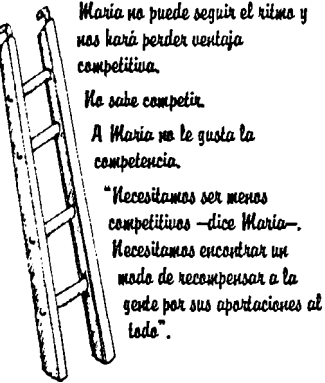 María no puede seguir el ritmo y
nos hará perder ventaja
competitiva.
No sabe competir.
A María no le gusta la
competencia.
"Necesitamos ser menos
competitivos —dice María—.
Necesitamos encontrar un
modo de recompensar a la
gente por sus aportaciones al
todo".